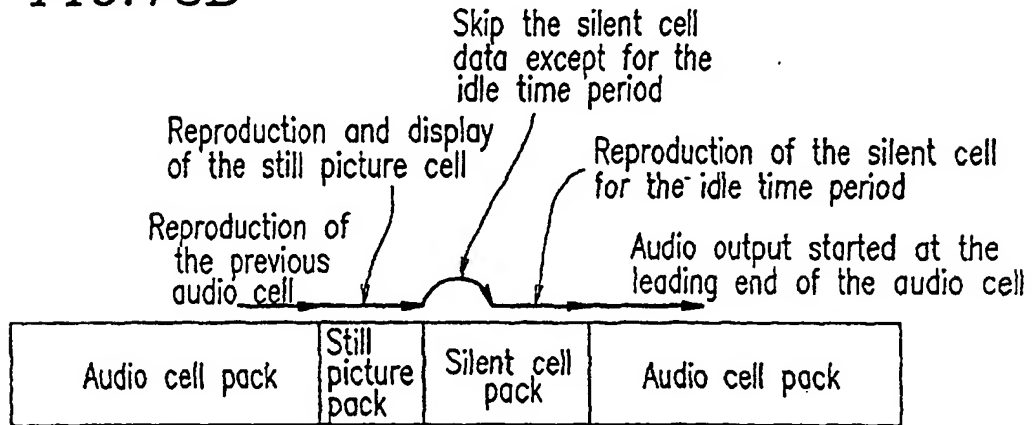 Skip the silent cell
data except for the
idle time period
Reproduction and display
of the still picture cell
Reproduction of the silent cell
for the idle time period
Reproduction of
the previous
audio cell
Audio output started at the
leading end of the audio cell
Audio cell pack
Still
picture
pack
Silent cell
pack
Audio cell pack